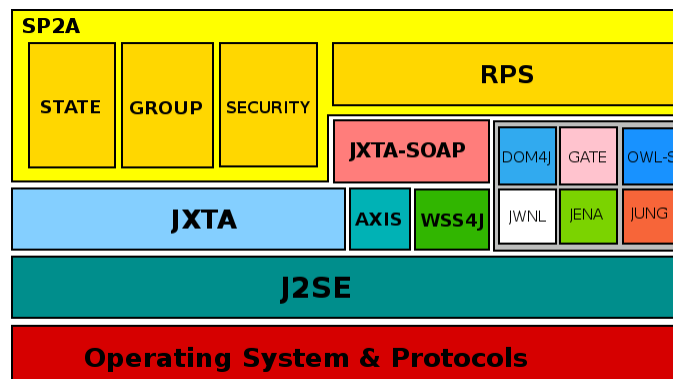 SP2A
STATE
GROUP
SECURITY
RPS
JXTA-SOAP
DOM4J
GATE
OWL-S
JXTA
AXIS
WSS4J
JWNL
JENA
JUNG
J2SE
Operating System & Protocols